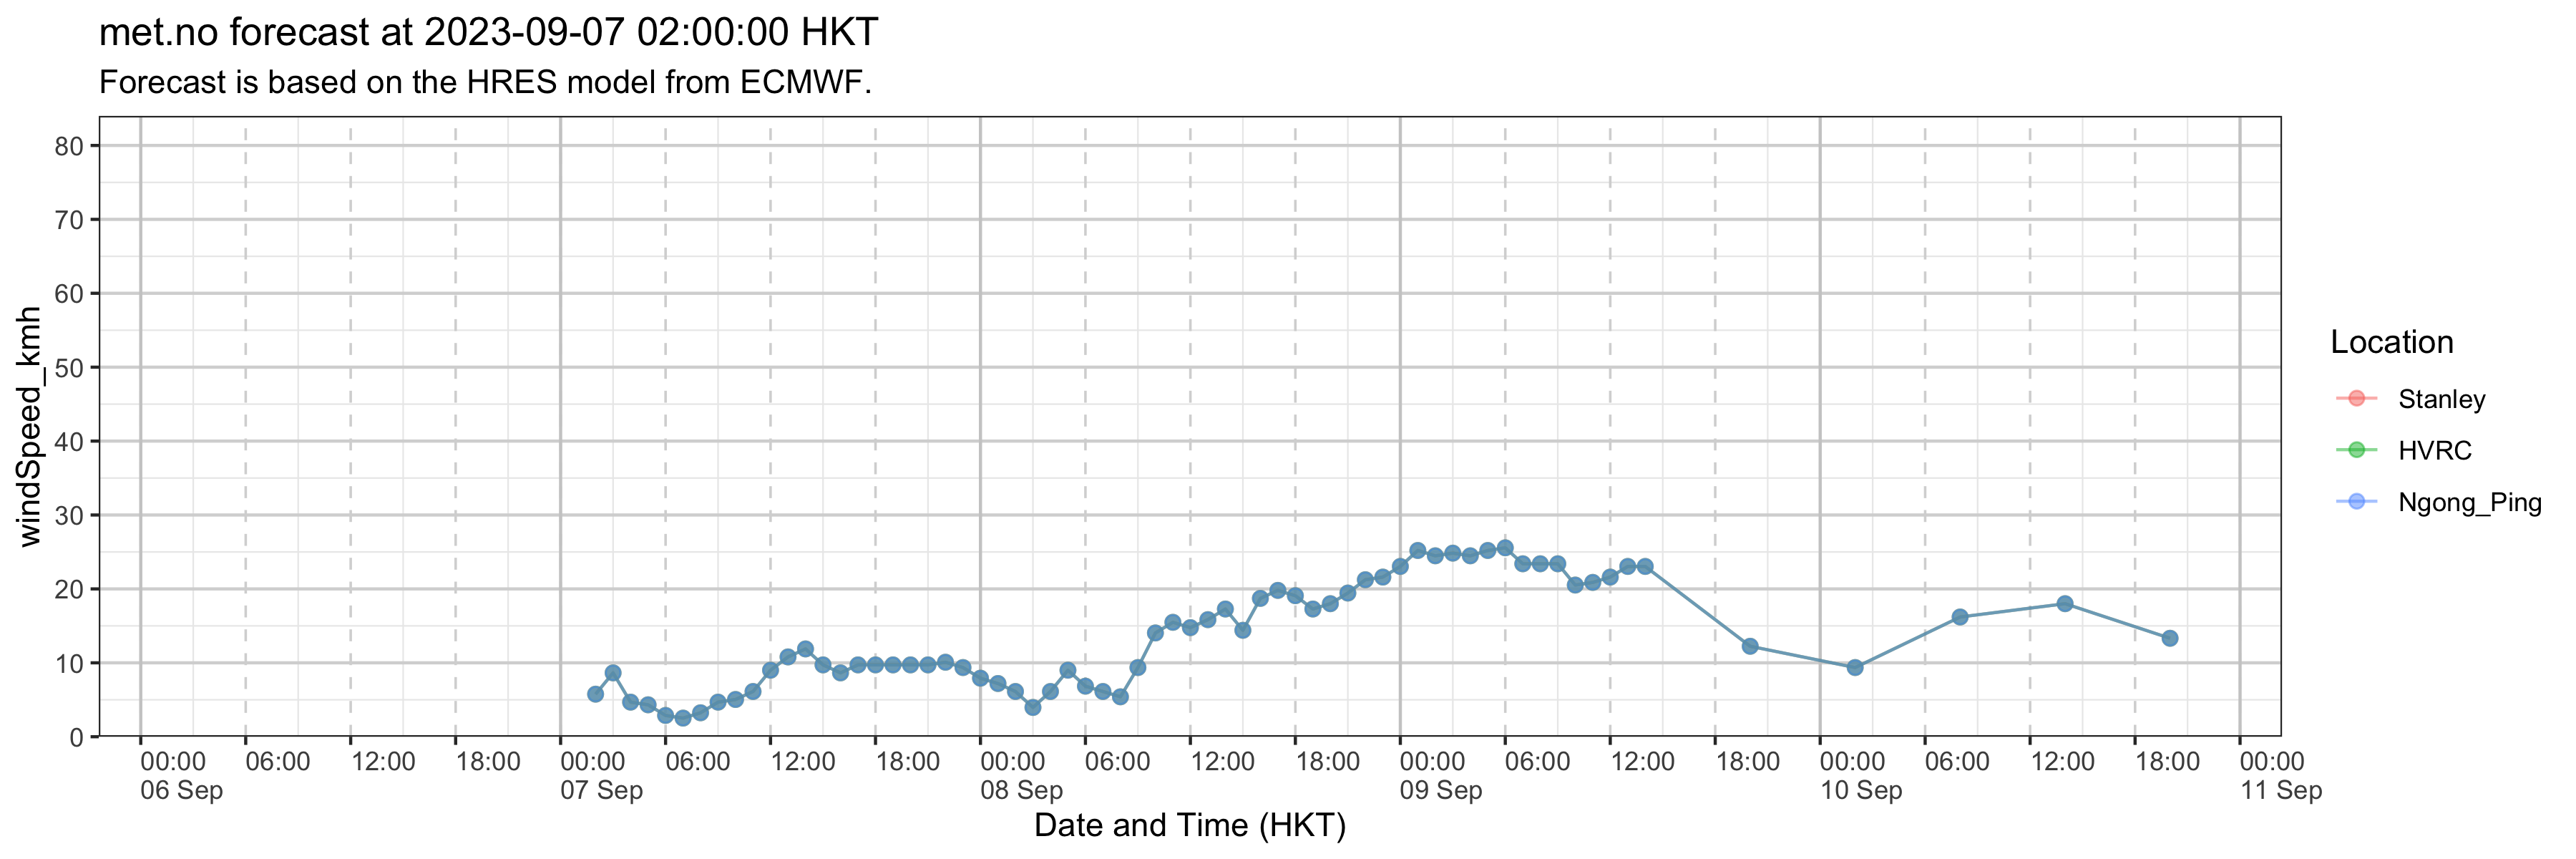 met.no forecast at 2023-09-07 02:00:00 HKT
Forecast is based on the HRES model from ECMWF.
windSpeed_kmh
80
70
60
50
40
30
20
10
0
00:00 06:00 12:00 18:00 00:00 06:00 12:00 18:00 00:00 06:00 12:00 18:00 00:00 06:00 12:00 18:00 00:00 06:00 12:00 18:00 00:00
06 Sep 07 Sep 08 Sep 09 Sep 10 Sep 11 Sep
Date and Time (HKT)
Location
Stanley
HVRC
Ngong_Ping